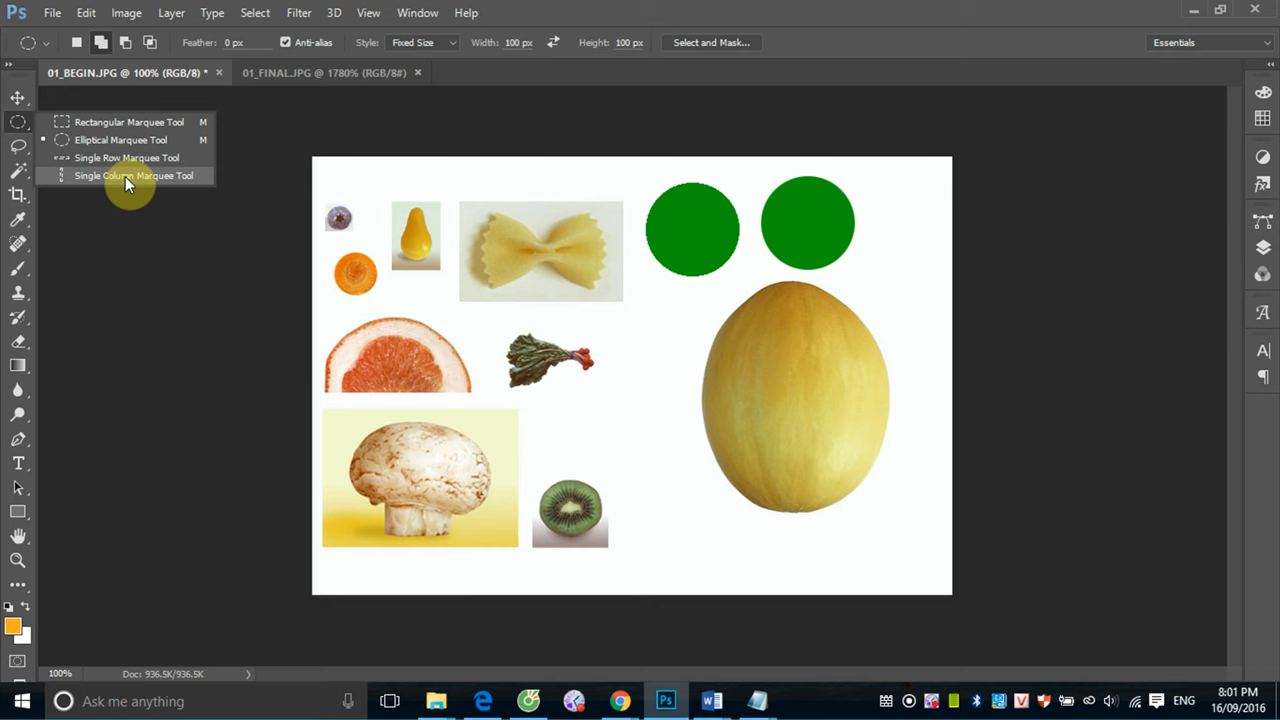 Ps File Edit Image Layer Type Select Filter 3D View Window Help
Feather: 0 px Anti-alias Style: Fixed Size Width: 100 px Height: 100 px Select and Mask... Essentials
01_BEGIN.JPG @ 100% (RGB/8) * × 01_FINAL.JPG @ 1780% (RGB/8#) ×
Rectangular Marquee Tool M
Elliptical Marquee Tool M
Single Row Marquee Tool
Single Column Marquee Tool
100% Doc: 936.5K/936.5K
Ask me anything
Ps
ENG
8:01 PM
16/09/2016